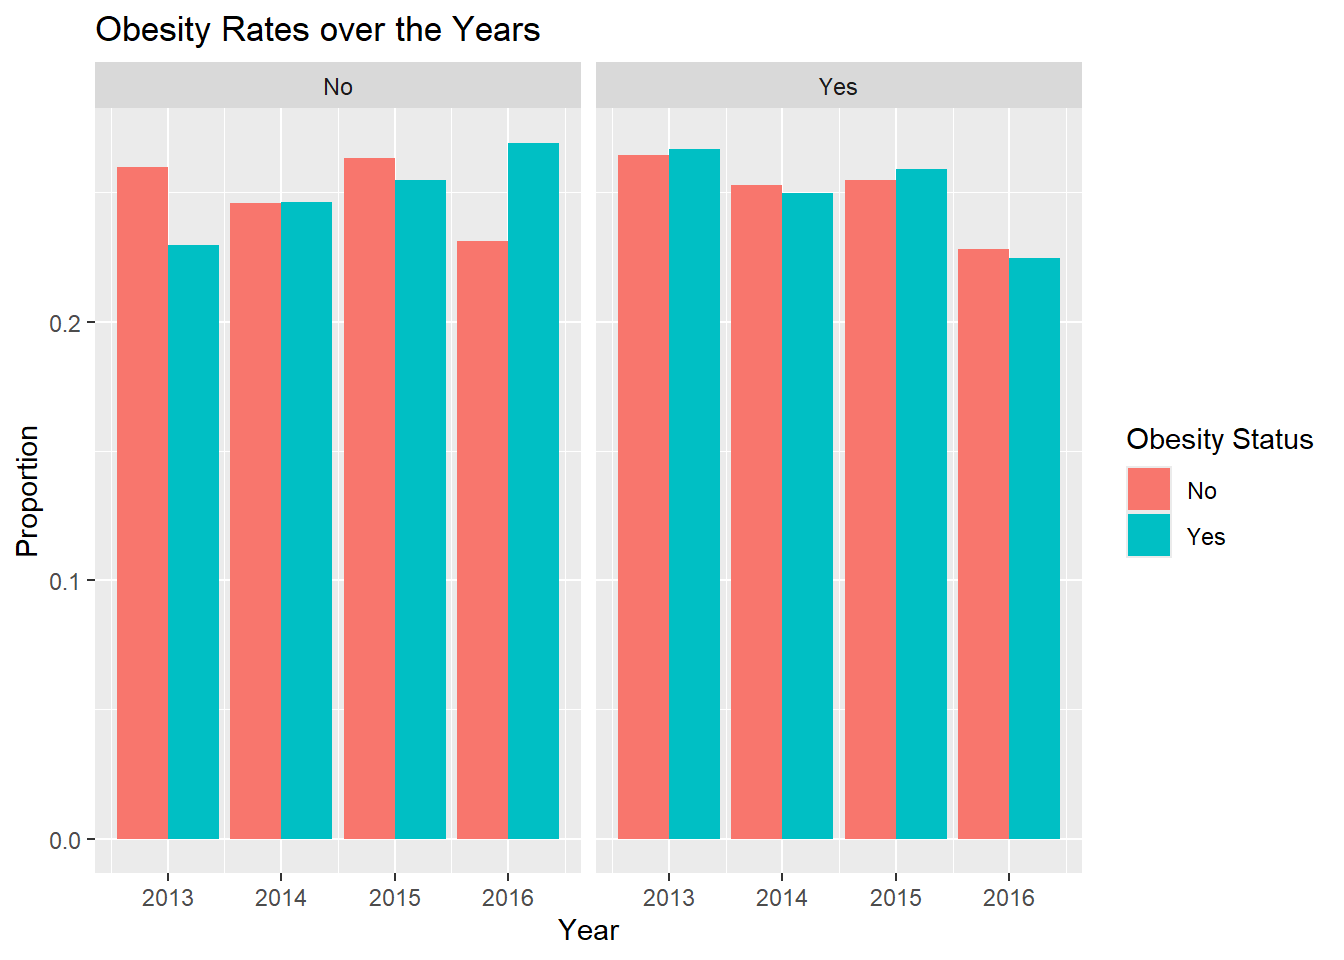 Obesity Rates over the Years
No
Yes
Proportion
0.2
0.1
0.0
2013 2014 2015 2016
2013 2014 2015 2016
Year
Obesity Status
No
Yes